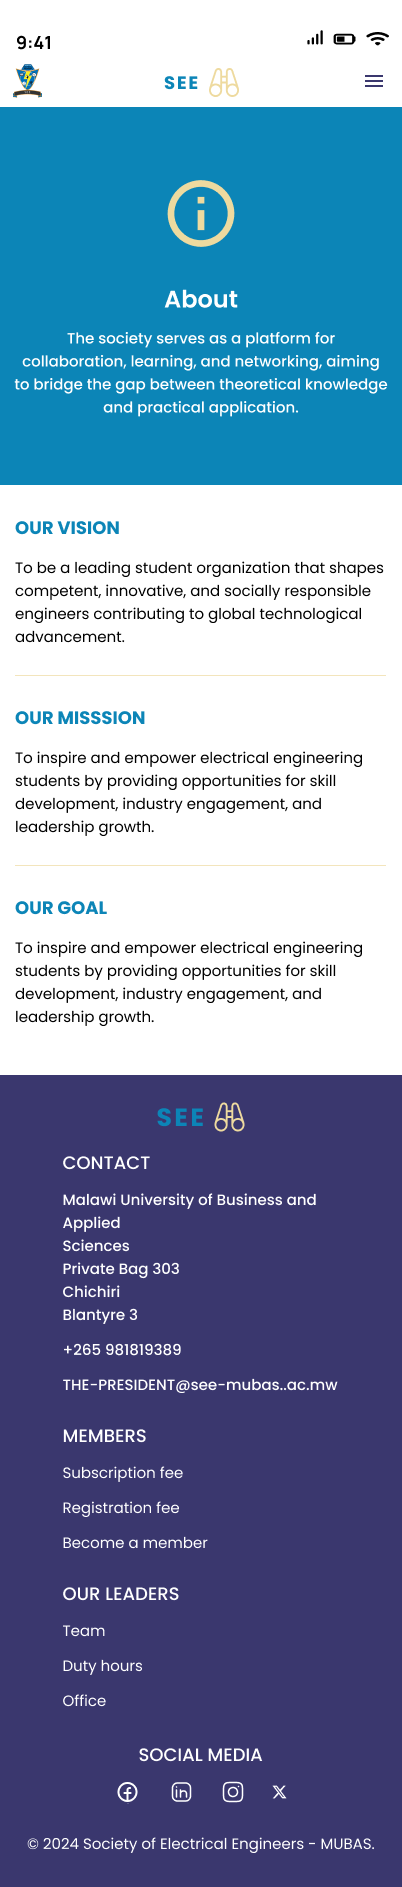 9:41
SEE
About
The society serves as a platform for
collaboration, learning, and networking, aiming
to bridge the gap between theoretical knowledge
and practical application.
OUR VISION
To be a leading student organization that shapes
competent, innovative, and socially responsible
engineers contributing to global technological
advancement.
OUR MISSSION
To inspire and empower electrical engineering
students by providing opportunities for skill
development, industry engagement, and
leadership growth.
OUR GOAL
To inspire and empower electrical engineering
students by providing opportunities for skill
development, industry engagement, and
leadership growth.
SEE
CONTACT
Malawi University of Business and
Applied
Sciences
Private Bag 303
Chichiri
Blantyre 3
+265 981819389
THE-PRESIDENT@see-mubas..ac.mw
MEMBERS
Subscription fee
Registration fee
Become a member
OUR LEADERS
Team
Duty hours
Office
SOCIAL MEDIA
© 2024 Society of Electrical Engineers - MUBAS.